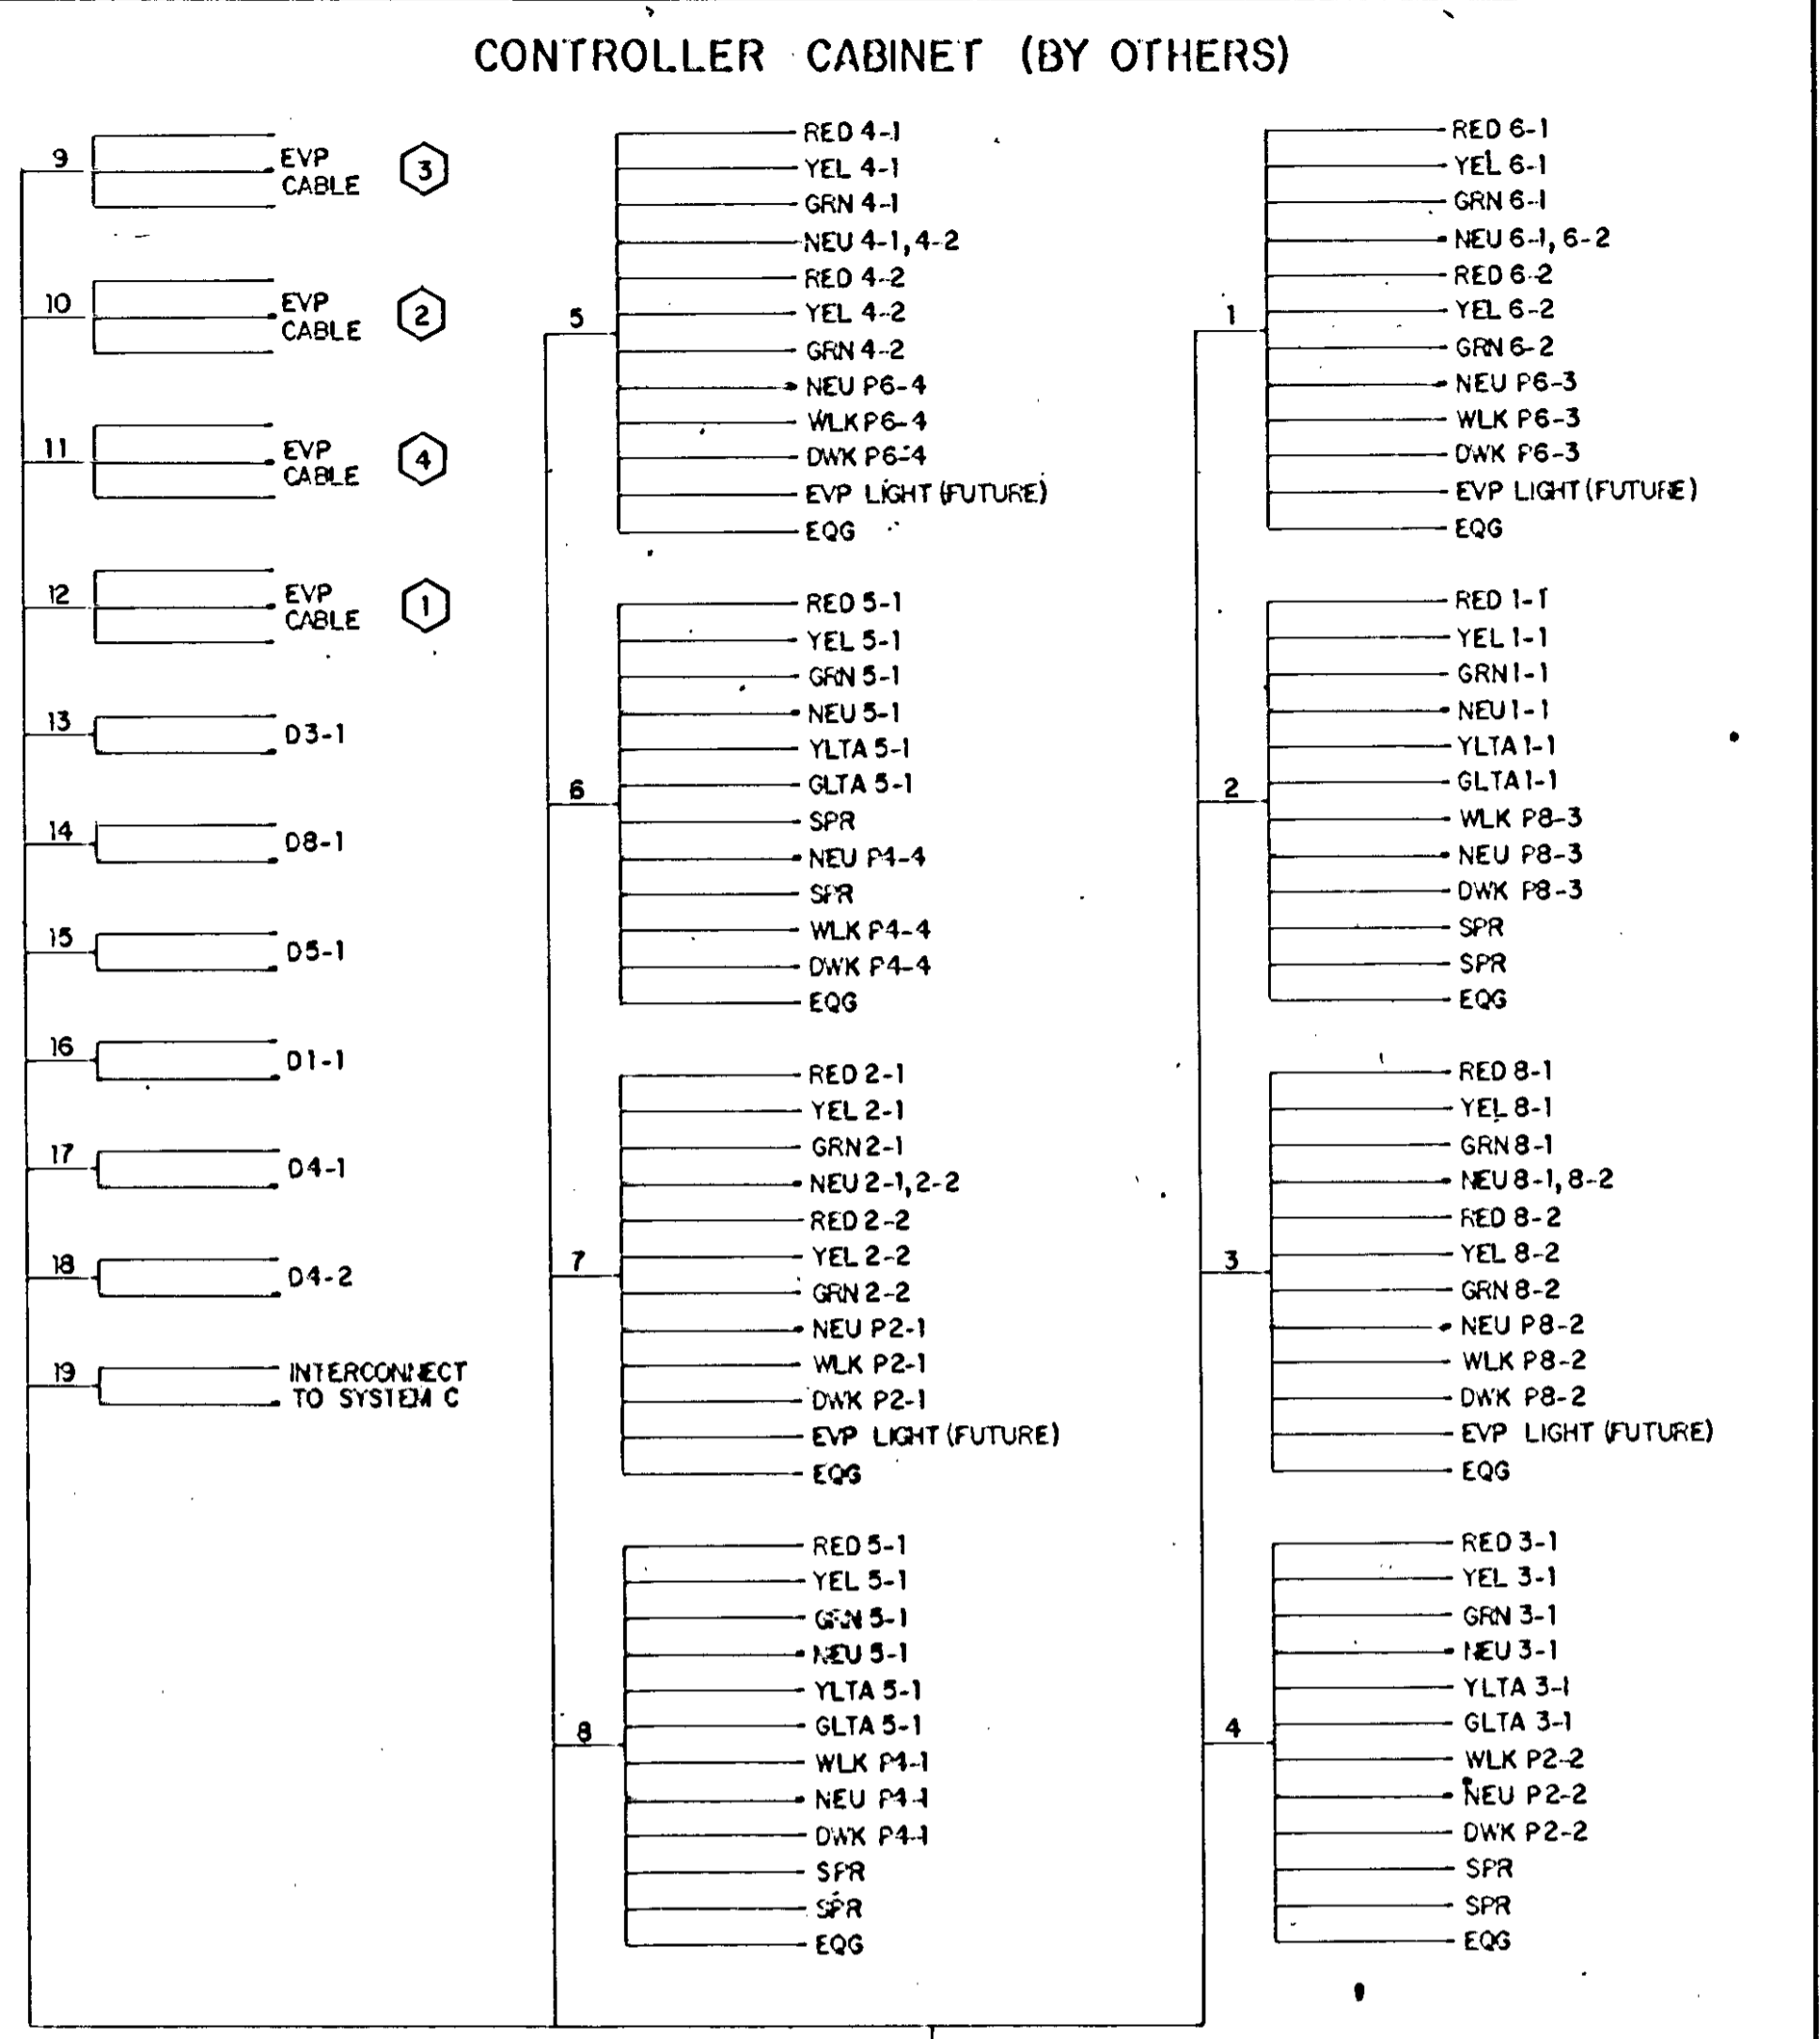 CONTROLLER CABINET (BY OTHERS)
9
EVP
CABLE
3
10
EVP
CABLE
2
11
EVP
CABLE
4
12
EVP
CABLE
1
13
D3-1
14
D8-1
15
D5-1
16
D1-1
17
D4-1
18
D4-2
19
INTERCONNECT
TO SYSTEM C
5
RED 4-1
YEL 4-1
GRN 4-1
NEU 4-1, 4-2
RED 4-2
YEL 4-2
GRN 4-2
NEU P6-4
WLK P6-4
DWK P6-4
EVP LIGHT (FUTURE)
EQG
6
RED 5-1
YEL 5-1
GRN 5-1
NEU 5-1
YLTA 5-1
GLTA 5-1
SPR
NEU P4-4
SPR
WLK P4-4
DWK P4-4
EQG
7
RED 2-1
YEL 2-1
GRN 2-1
NEU 2-1, 2-2
RED 2-2
YEL 2-2
GRN 2-2
NEU P2-1
WLK P2-1
DWK P2-1
EVP LIGHT (FUTURE)
EQG
8
RED 5-1
YEL 5-1
GRN 5-1
NEU 5-1
YLTA 5-1
GLTA 5-1
WLK P4-1
NEU P4-1
DWK P4-1
SPR
SPR
EQG
1
RED 6-1
YEL 6-1
GRN 6-1
NEU 6-1, 6-2
RED 6-2
YEL 6-2
GRN 6-2
NEU P6-3
WLK P6-3
DWK P6-3
EVP LIGHT (FUTURE)
EQG
2
RED 1-1
YEL 1-1
GRN 1-1
NEU 1-1
YLTA 1-1
GLTA 1-1
WLK P8-3
NEU P8-3
DWK P8-3
SPR
SPR
EQG
3
RED 8-1
YEL 8-1
GRN 8-1
NEU 8-1, 8-2
RED 8-2
YEL 8-2
GRN 8-2
NEU P8-2
WLK P8-2
DWK P8-2
EVP LIGHT (FUTURE)
EQG
4
RED 3-1
YEL 3-1
GRN 3-1
NEU 3-1
YLTA 3-1
GLTA 3-1
WLK P2-2
NEU P2-2
DWK P2-2
SPR
SPR
EQG